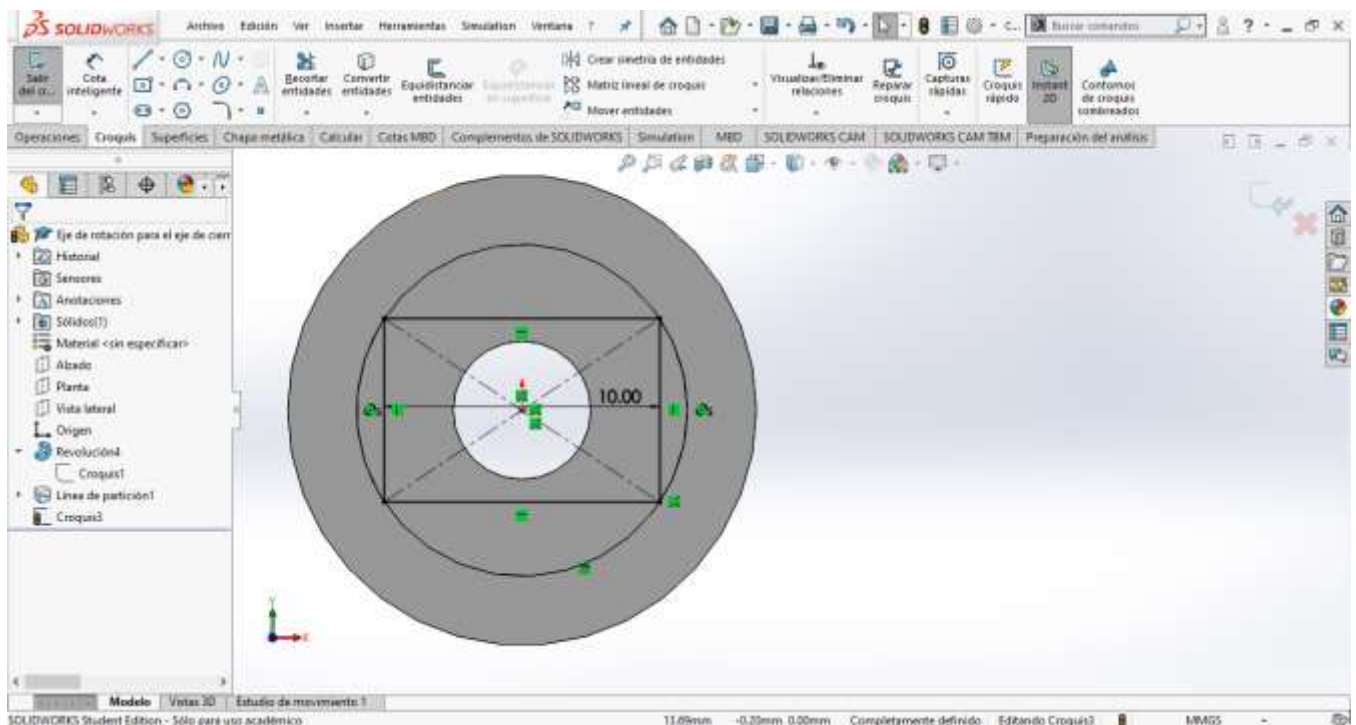 SOLIDWORKS Archivo Edición Ver Insertar Herramientas Simulation Ventana ? Buscar comandos
Salir del cr...
Cota inteligente
Recortar entidades
Convertir entidades
Equidistanciar entidades
Crear simetría de entidades
Matriz lineal de croquis
Mover entidades
Visualizar/Eliminar relaciones
Reparar croquis
Capturas rápidas
Croquis rápido
Instant 2D
Contornos de croquis combinados
Operaciones Croquis Superficies Chapa metálica Calcular Cotas MBD Complementos de SOLIDWORKS Simulation MBD SOLIDWORKS CAM SOLIDWORKS CAM TBM Preparación del análisis
Eje de rotación para el eje de cierr
Historial
Sensores
Anotaciones
Sólidos(1)
Material <sin especificar>
Alzado
Planta
Vista lateral
Origen
Revolución4
Croquis1
Línea de partición1
Croquis3
10.00
Y
X
Modelo Vistas 3D Estudio de movimiento 1
SOLIDWORKS Student Edition - Sólo para uso académico 11.69mm -0.20mm 0.00mm Completamente definido Editando Croquis3 MMGS